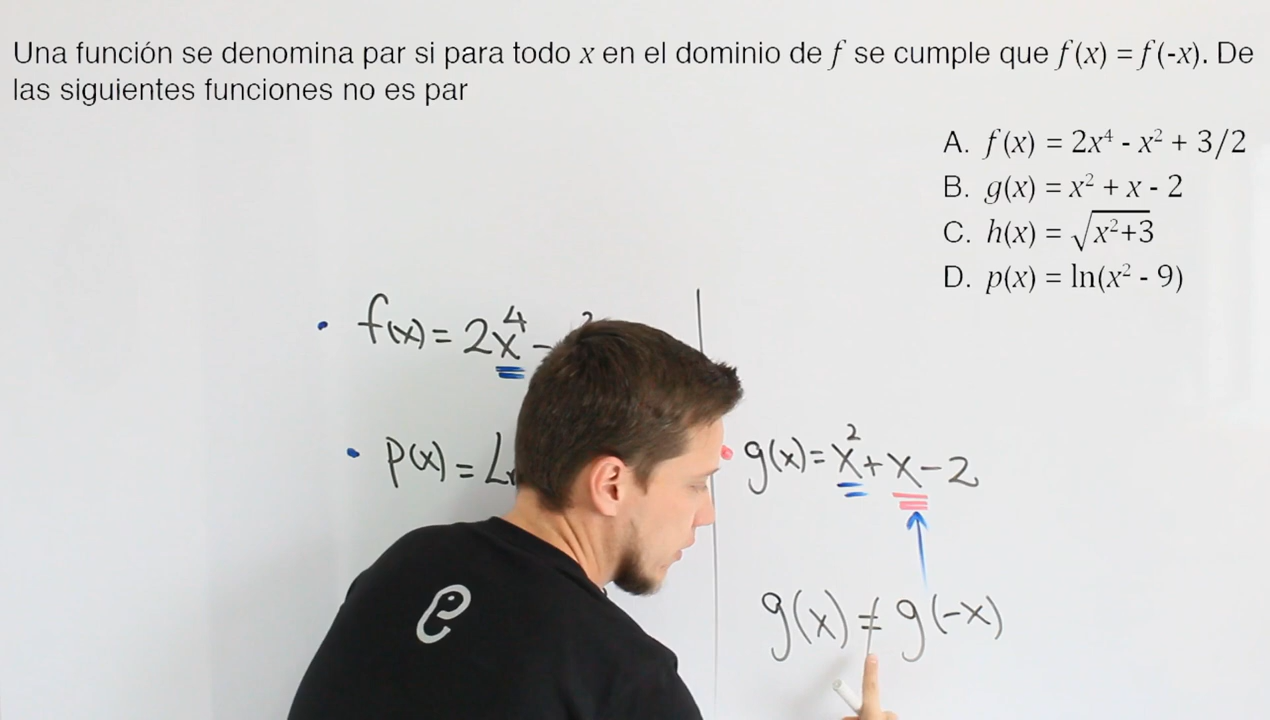 Una función se denomina par si para todo x en el dominio de f se cumple que f(x) = f(-x). De
las siguientes funciones no es par
A. f(x) = 2x⁴ - x² + 3/2
B. g(x) = x² + x - 2
C. h(x) = √x²+3
D. p(x) = ln(x² - 9)
f(x) = 2x⁴ -
p(x) =
g(x) = x² + x - 2
g(x) ≠ g(-x)
e